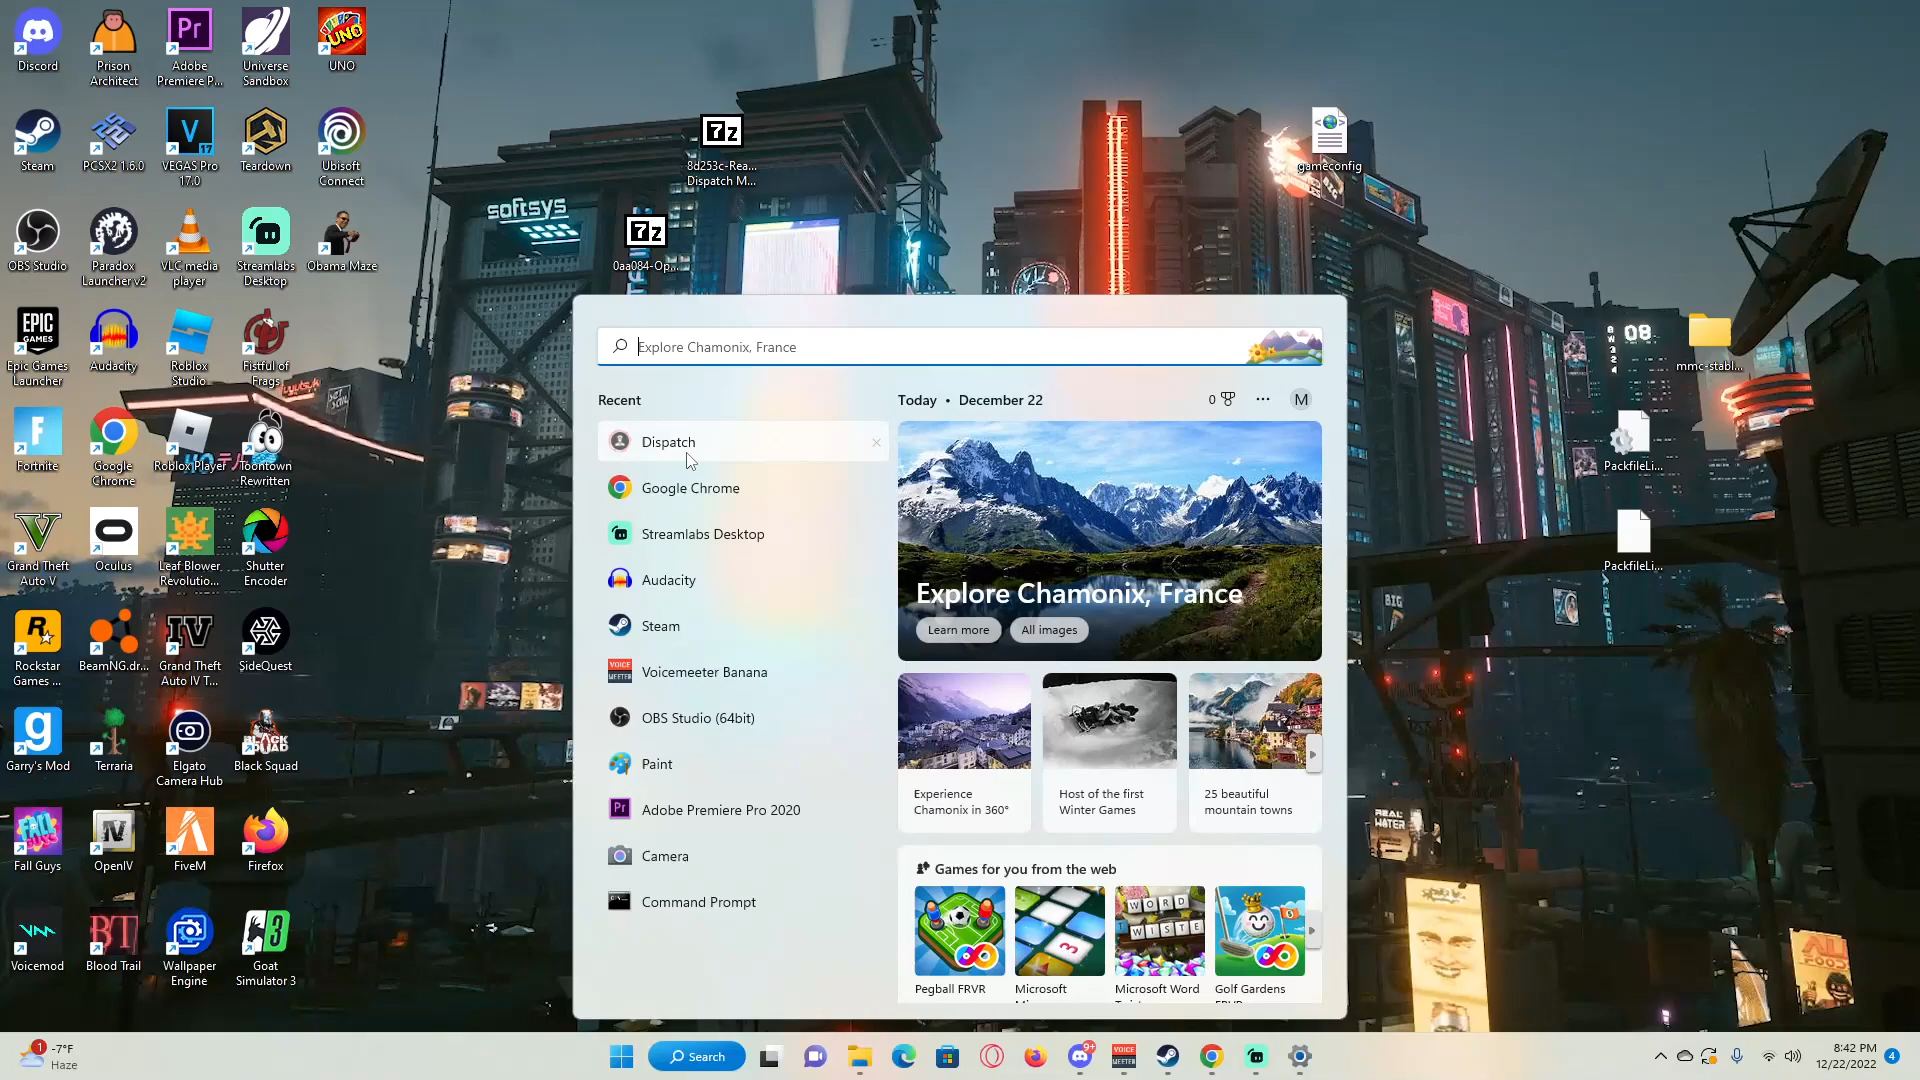 Discord
Prison
Architect
Adobe
Premiere P...
Universe
Sandbox
UNO
Steam
PCSX2 1.6.0
VEGAS Pro
17.0
Teardown
Ubisoft
Connect
OBS Studio
Paradox
Launcher v2
VLC media
player
Streamlabs
Desktop
Obama Maze
Epic Games
Launcher
Audacity
Roblox
Studio
Fistful of
Frags
Fortnite
Google
Chrome
Roblox Player
Toontown
Rewritten
Grand Theft
Auto V
Oculus
Leaf Blower
Revolutio...
Shutter
Encoder
Rockstar
Games ...
BeamNG.dr...
Grand Theft
Auto IV T...
SideQuest
Garry's Mod
Terraria
Elgato
Camera Hub
Black Squad
Fall Guys
OpenIV
FiveM
Firefox
Voicemod
Blood Trail
Wallpaper
Engine
Goat
Simulator 3
8d253c-Rea...
Dispatch M...
0aa084-Op...
gameconfig
mmc-stabl...
PackfileLi...
PackfileLi...
softsys
Explore Chamonix, France
Recent
Dispatch
Google Chrome
Streamlabs Desktop
Audacity
Steam
Voicemeeter Banana
OBS Studio (64bit)
Paint
Adobe Premiere Pro 2020
Camera
Command Prompt
Today • December 22
0
M
Explore Chamonix, France
Learn more
All images
Experience
Chamonix in 360°
Host of the first
Winter Games
25 beautiful
mountain towns
Games for you from the web
Pegball FRVR
Microsoft
Microsoft Word
Golf Gardens
-7°F
Haze
Search
8:42 PM
12/22/2022
4